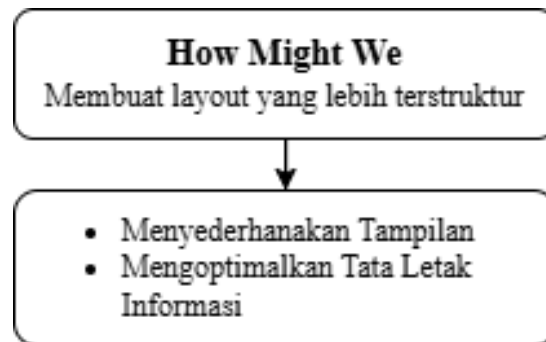 How Might We
Membuat layout yang lebih terstruktur
• Menyederhanakan Tampilan
• Mengoptimalkan Tata Letak
Informasi